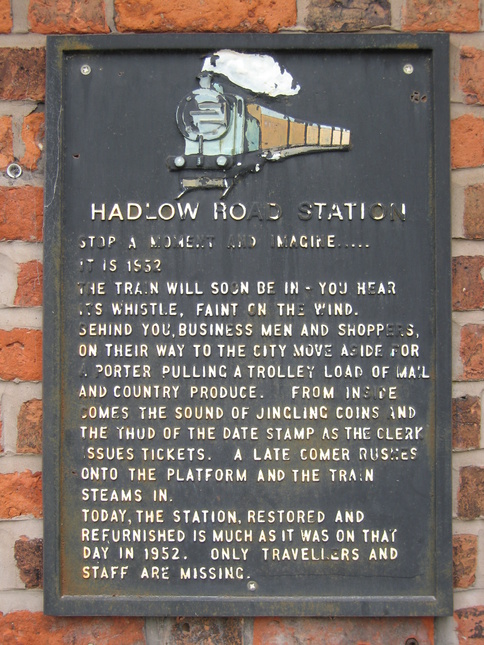 HADLOW ROAD STATION
STOP A MOMENT AND IMAGINE.....
IT IS 1952
THE TRAIN WILL SOON BE IN - YOU HEAR
ITS WHISTLE, FAINT ON THE WIND.
BEHIND YOU, BUSINESS MEN AND SHOPPERS,
ON THEIR WAY TO THE CITY MOVE ASIDE FOR
A PORTER PULLING A TROLLEY LOAD OF MAIL
AND COUNTRY PRODUCE. FROM INSIDE
COMES THE SOUND OF JINGLING COINS AND
THE THUD OF THE DATE STAMP AS THE CLERK
ISSUES TICKETS. A LATE COMER RUSHES
ONTO THE PLATFORM AND THE TRAIN
STEAMS IN.
TODAY, THE STATION, RESTORED AND
REFURNISHED IS MUCH AS IT WAS ON THAT
DAY IN 1952. ONLY TRAVELLERS AND
STAFF ARE MISSING.